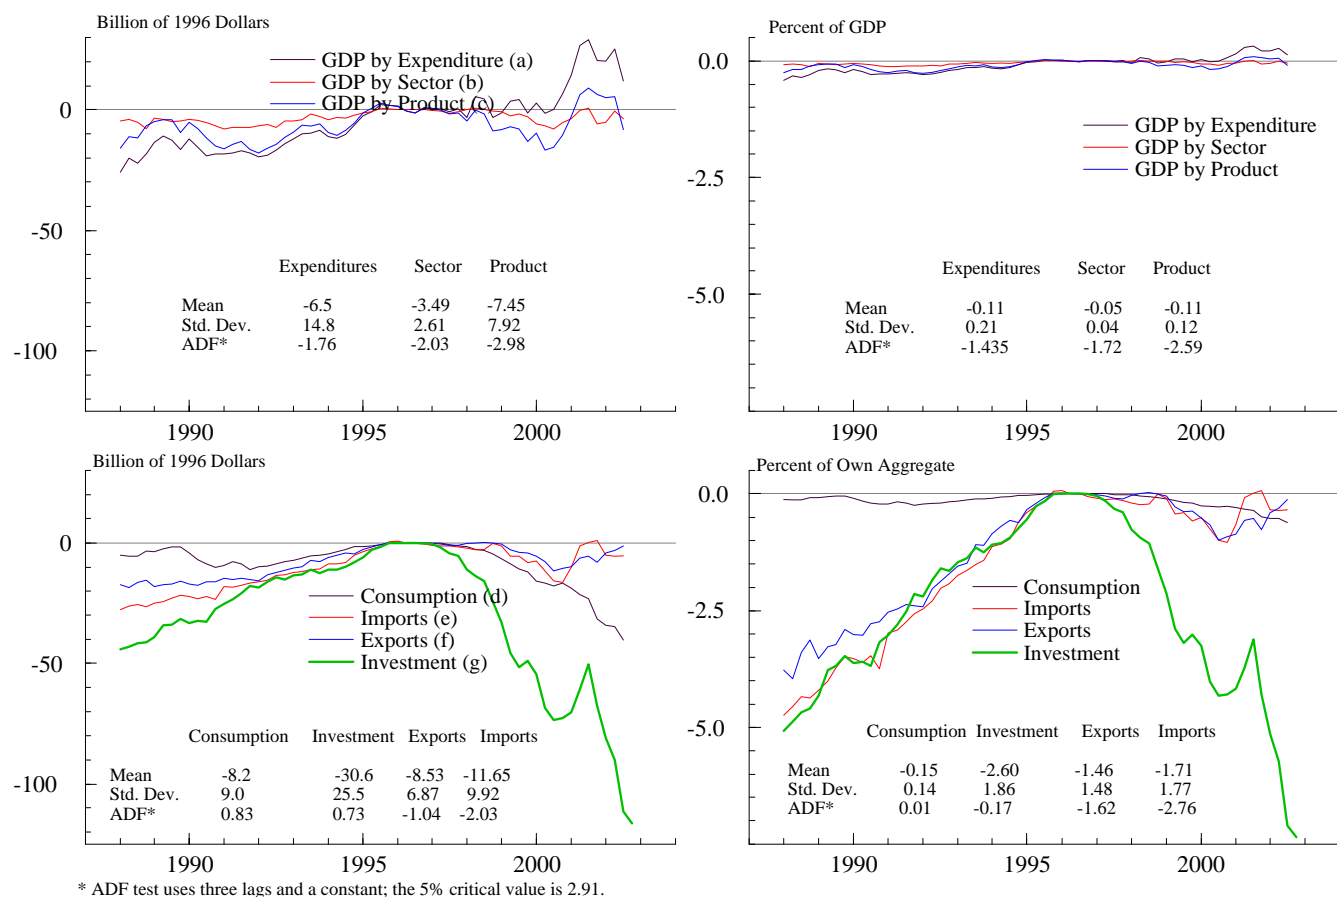 Billion of 1996 Dollars
GDP by Expenditure (a)
GDP by Sector (b)
GDP by Product (c)
0
-50
-100
Expenditures Sector Product
Mean -6.5 -3.49 -7.45
Std. Dev. 14.8 2.61 7.92
ADF* -1.76 -2.03 -2.98
1990 1995 2000
Percent of GDP
0.0
-2.5
-5.0
GDP by Expenditure
GDP by Sector
GDP by Product
Expenditures Sector Product
Mean -0.11 -0.05 -0.11
Std. Dev. 0.21 0.04 0.12
ADF* -1.435 -1.72 -2.59
1990 1995 2000
Billion of 1996 Dollars
0
-50
-100
Consumption (d)
Imports (e)
Exports (f)
Investment (g)
Consumption Investment Exports Imports
Mean -8.2 -30.6 -8.53 -11.65
Std. Dev. 9.0 25.5 6.87 9.92
ADF* 0.83 0.73 -1.04 -2.03
1990 1995 2000
Percent of Own Aggregate
0.0
-2.5
-5.0
Consumption
Imports
Exports
Investment
Consumption Investment Exports Imports
Mean -0.15 -2.60 -1.46 -1.71
Std. Dev. 0.14 1.86 1.48 1.77
ADF* 0.01 -0.17 -1.62 -2.76
1990 1995 2000
* ADF test uses three lags and a constant; the 5% critical value is 2.91.